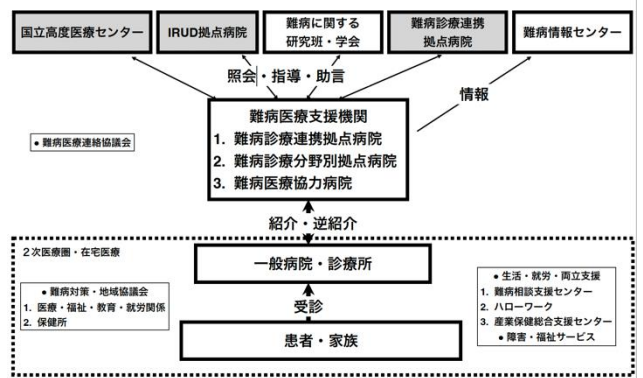 国立高度医療センター
IRUD拠点病院
難病に関する
研究班・学会
難病診療連携
拠点病院
難病情報センター
照会・指導・助言
情報
難病医療支援機関
1. 難病診療連携拠点病院
2. 難病診療分野別拠点病院
3. 難病医療協力病院
● 難病医療連絡協議会
紹介・逆紹介
2次医療圏・在宅医療
一般病院・診療所
● 難病対策・地域協議会
1. 医療・福祉・教育・就労関係
2. 保健所
受診
患者・家族
● 生活・就労・両立支援
1. 難病相談支援センター
2. ハローワーク
3. 産業保健総合支援センター
● 障害・福祉サービス